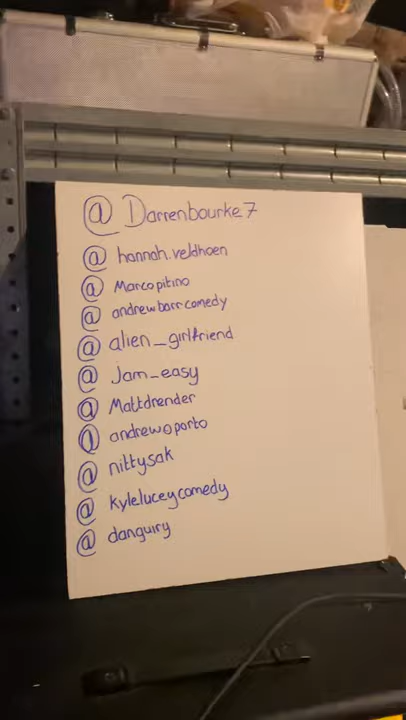 @ Darrenbourke7
@ hannah.veldhoen
@ Marcopitino
@ andrewbarrcomedy
@ alien_girlfriend
@ Jam_easy
@ Mattdrender
@ andrewoporto
@ nittysak
@ kyleluceycomedy
@ danguiry